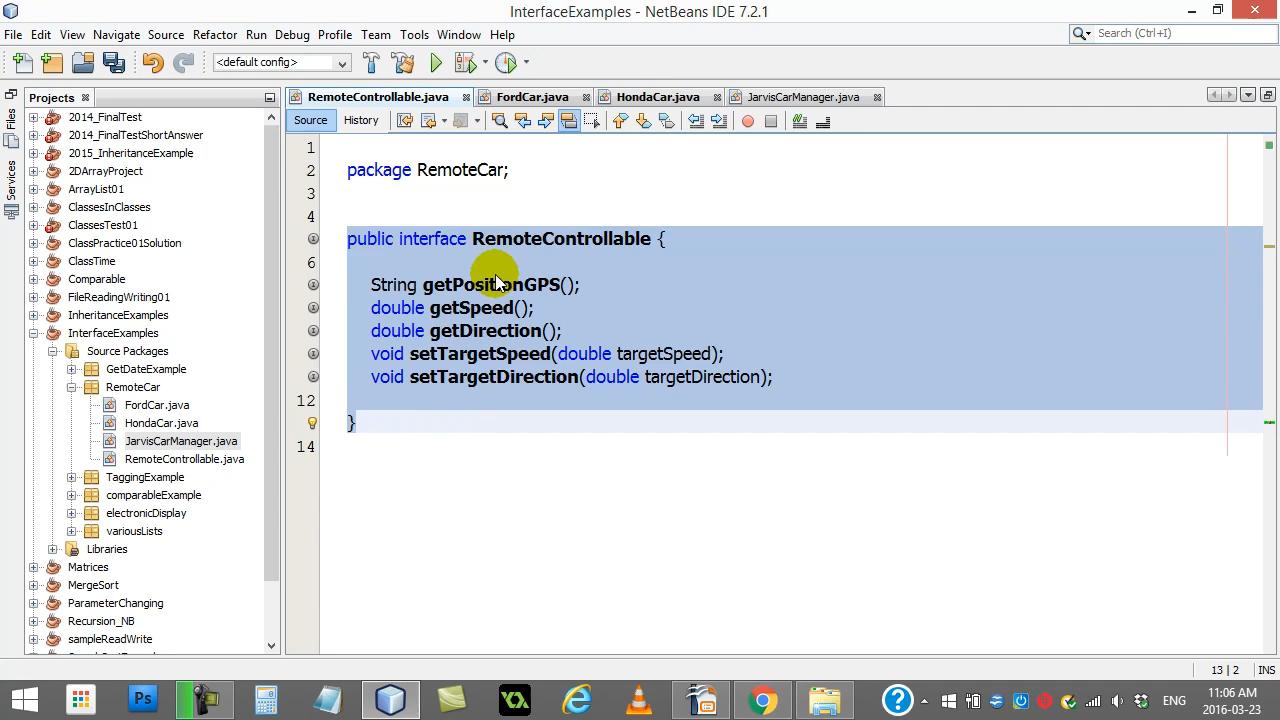 InterfaceExamples - NetBeans IDE 7.2.1
File Edit View Navigate Source Refactor Run Debug Profile Team Tools Window Help
Search (Ctrl+I)
<default config>
Projects
RemoteControllable.java FordCar.java HondaCar.java JarvisCarManager.java
Source History
Files
Services
2014_FinalTest
2014_FinalTestShortAnswer
2015_InheritanceExample
2DArrayProject
ArrayList01
ClassesInClasses
ClassesTest01
ClassPractice01Solution
ClassTime
Comparable
FileReadingWriting01
InheritanceExamples
InterfaceExamples
Source Packages
GetDateExample
RemoteCar
FordCar.java
HondaCar.java
JarvisCarManager.java
RemoteControllable.java
TaggingExample
comparableExample
electronicDisplay
variousLists
Libraries
Matrices
MergeSort
ParameterChanging
Recursion_NB
sampleReadWrite
1
2 package RemoteCar;
3
4
public interface RemoteControllable {
6
String getPositionGPS();
double getSpeed();
double getDirection();
void setTargetSpeed(double targetSpeed);
void setTargetDirection(double targetDirection);
12
}
14
13 | 2 INS
Ps
ENG
11:06 AM
2016-03-23